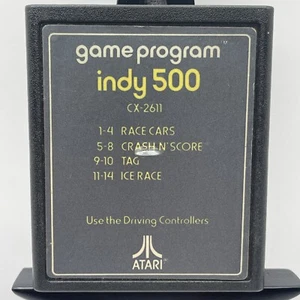 game program
indy 500
CX-2611
1-4 RACE CARS
5-8 CRASH N' SCORE
9-10 TAG
11-14 ICE RACE
Use the Driving Controllers
ATARI